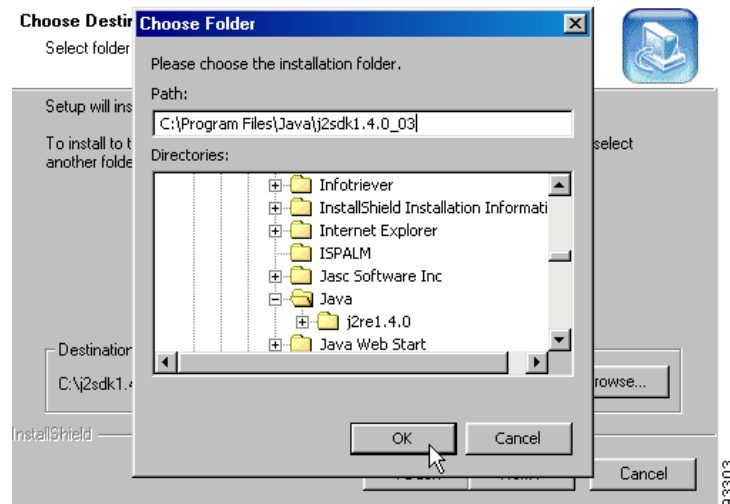 Choose Destin
Select folder
Choose Folder
Please choose the installation folder.
Path:
C:\Program Files\Java\j2sdk1.4.0_03
Directories:
Infotriever
InstallShield Installation Informati
Internet Explorer
ISPALM
Jasc Software Inc
Java
j2re1.4.0
Java Web Start
OK
Cancel
Setup will ins
To install to t
select
another folde
Destination
C:\j2sdk1.4
rowse...
InstallShield
Cancel
93303